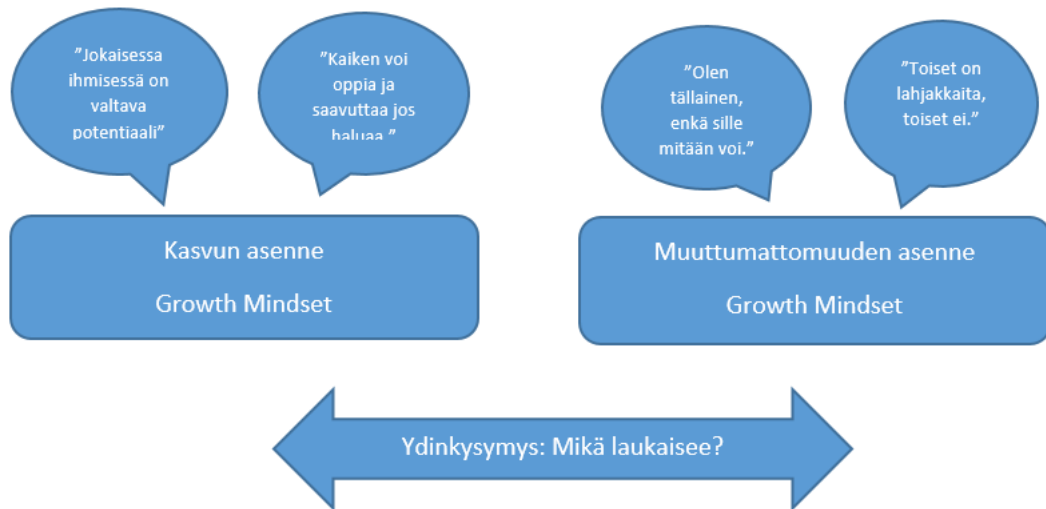 "Jokaisessa
ihmisessä on
valtava
potentiaali"
"Kaiken voi
oppia ja
saavuttaa jos
haluaa."
"Olen
tällainen,
enkä sille
mitään voi."
"Toiset on
lahjakkaita,
toiset ei."
Kasvun asenne
Growth Mindset
Muuttumattomuuden asenne
Growth Mindset
Ydinkysymys: Mikä laukaisee?